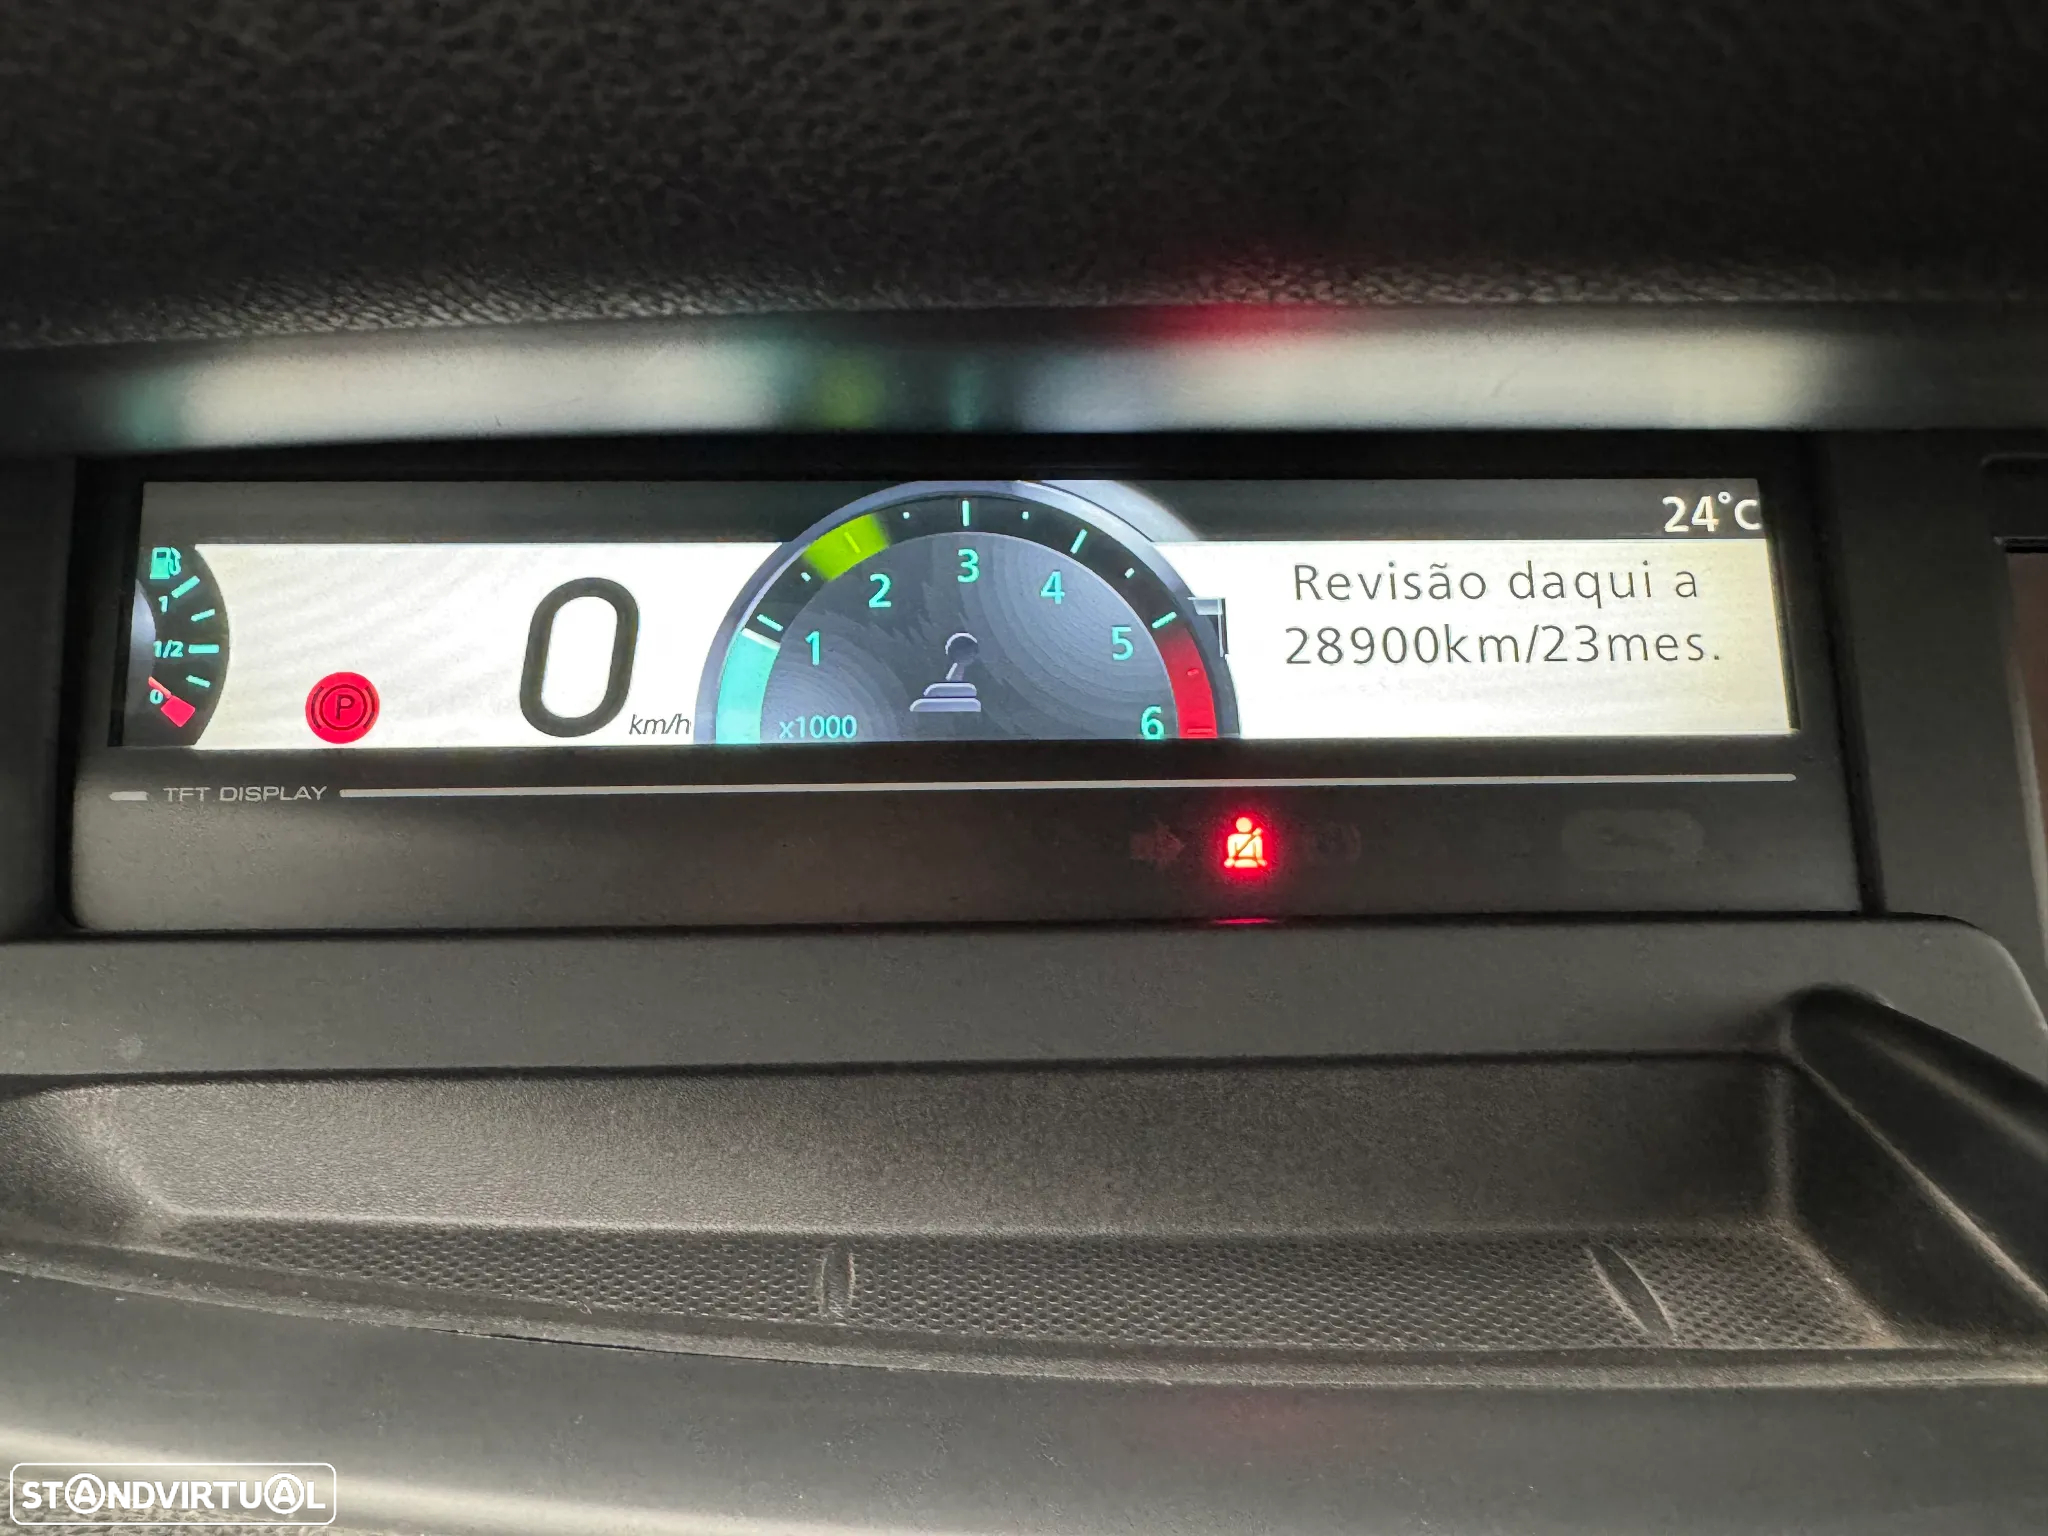 24°C
1
1/2
0
P
0
km/h
1
2
3
4
5
6
x1000
Revisão daqui a
28900km/23mes.
TFT DISPLAY
STANDVIRTUAL